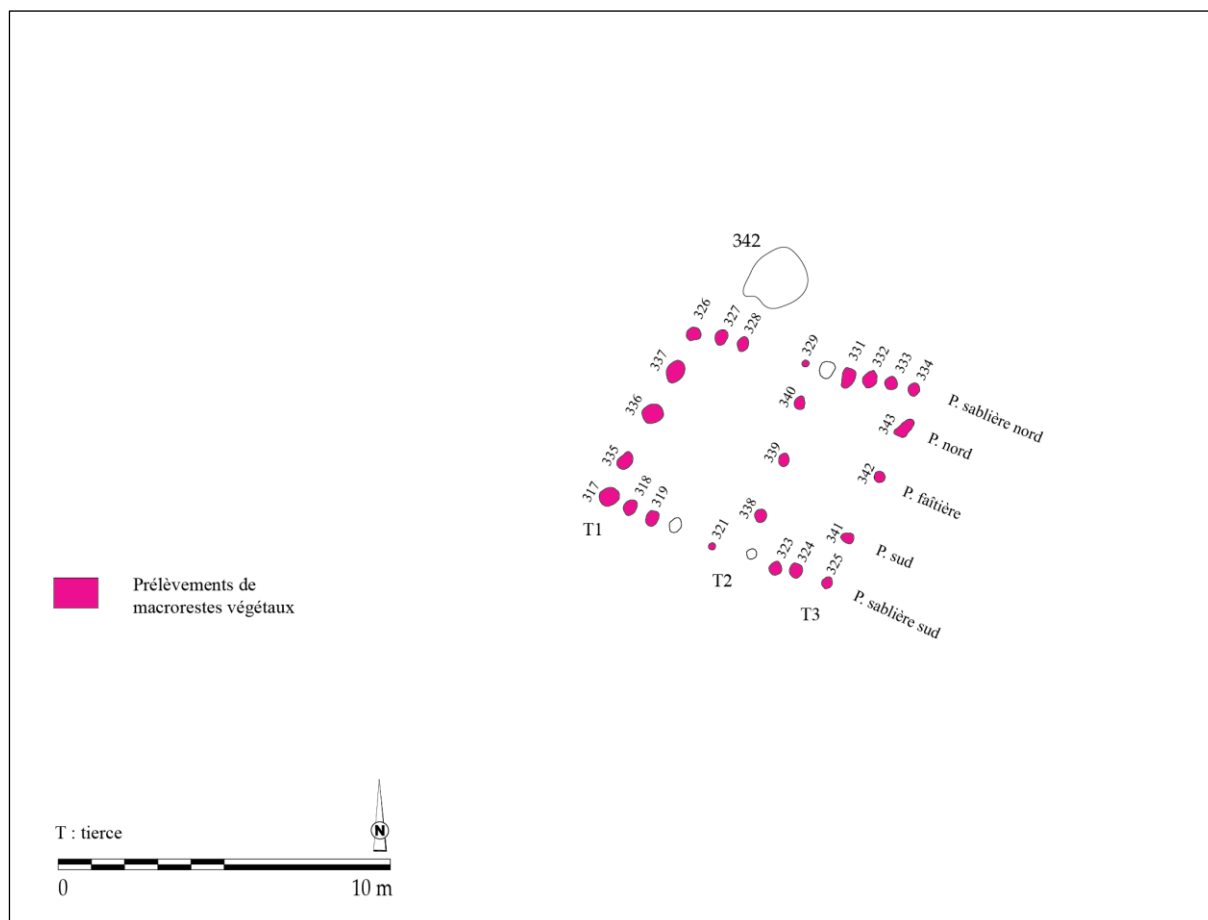 342
326
327
328
337
336
335
317
318
319
T1
329
331
332
333
334
P. sablière nord
340
343
P. nord
339
342
P. faîtière
338
341
P. sud
321
T2
323
324
325
T3
P. sablière sud
Prélèvements de
macrorestes végétaux
T : tierce
N
0
10 m